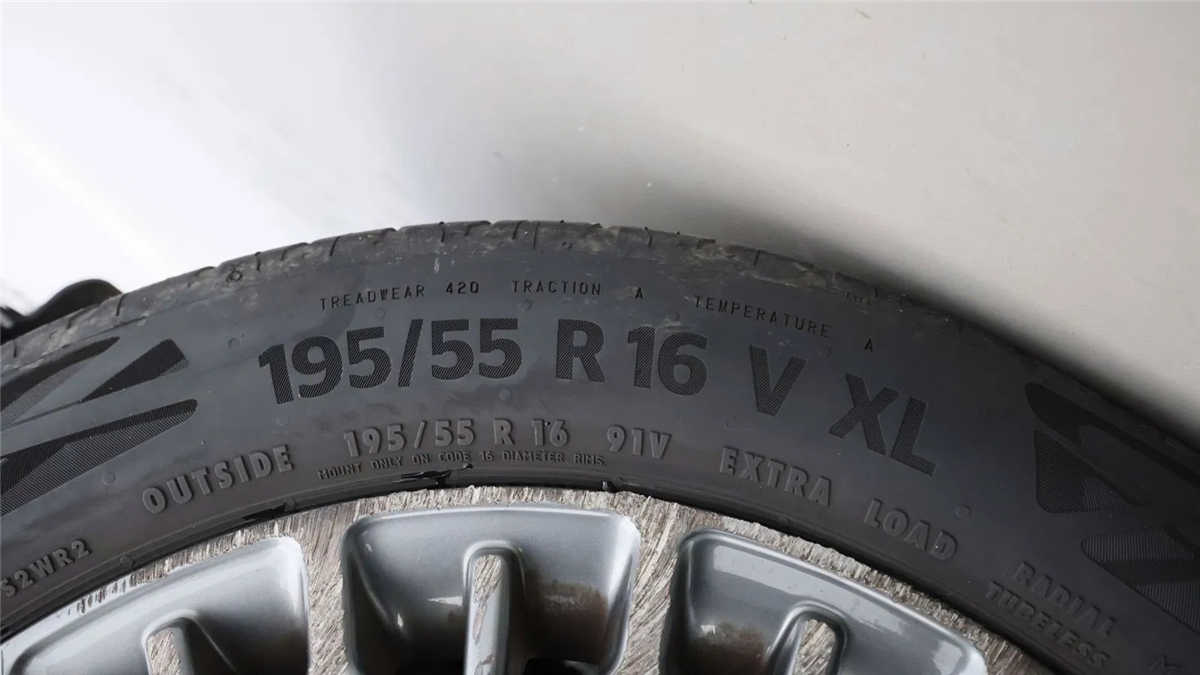 TREADWEAR 420 TRACTION A TEMPERATURE A
195/55 R 16 V XL
OUTSIDE 195/55 R 16 91V EXTRA LOAD
MOUNT ONLY ON CODE 16 DIAMETER RIMS
RADIAL
TUBELESS
S2WR2